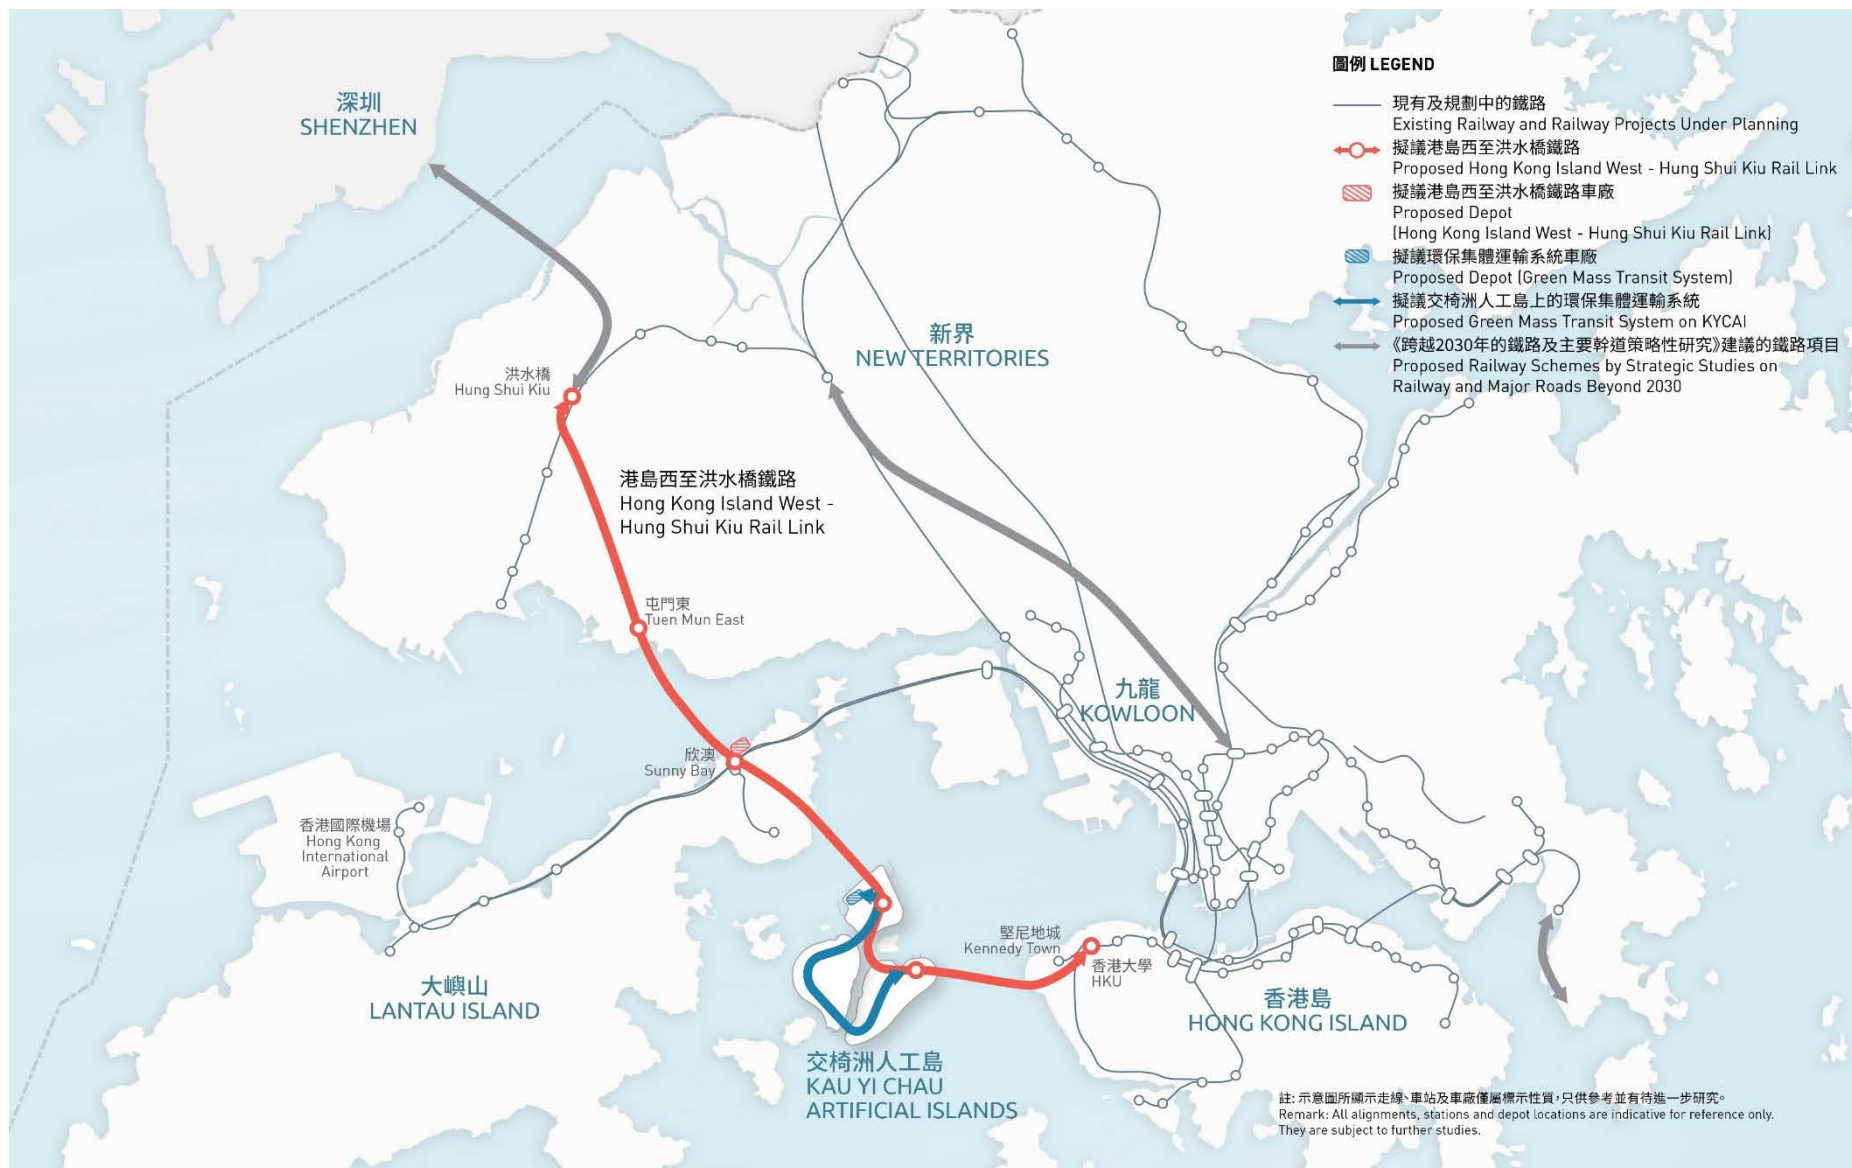 圖例 LEGEND
現有及規劃中的鐵路
Existing Railway and Railway Projects Under Planning
擬議港島西至洪水橋鐵路
Proposed Hong Kong Island West - Hung Shui Kiu Rail Link
擬議港島西至洪水橋鐵路車廠
Proposed Depot
(Hong Kong Island West - Hung Shui Kiu Rail Link)
擬議環保集體運輸系統車廠
Proposed Depot (Green Mass Transit System)
擬議交椅洲人工島上的環保集體運輸系統
Proposed Green Mass Transit System on KYCAI
《跨越2030年的鐵路及主要幹道策略性研究》建議的鐵路項目
Proposed Railway Schemes by Strategic Studies on
Railway and Major Roads Beyond 2030
深圳
SHENZHEN
新界
NEW TERRITORIES
洪水橋
Hung Shui Kiu
港島西至洪水橋鐵路
Hong Kong Island West -
Hung Shui Kiu Rail Link
屯門東
Tuen Mun East
九龍
KOWLOON
欣澳
Sunny Bay
香港國際機場
Hong Kong
International
Airport
堅尼地城
Kennedy Town
香港大學
HKU
大嶼山
LANTAU ISLAND
香港島
HONG KONG ISLAND
交椅洲人工島
KAU YI CHAU
ARTIFICIAL ISLANDS
註: 示意圖所顯示走線、車站及車廠僅屬標示性質,只供參考並有待進一步研究。
Remark: All alignments, stations and depot locations are indicative for reference only.
They are subject to further studies.